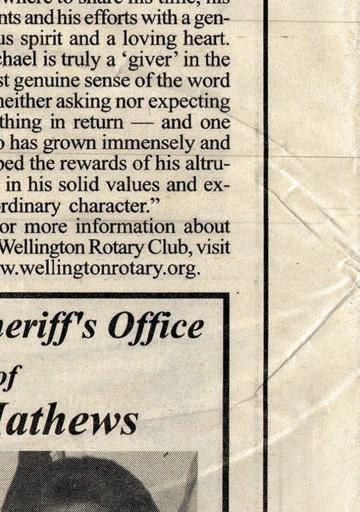 where to share his time, his
nts and his efforts with a gen-
us spirit and a loving heart.
chael is truly a 'giver' in the
st genuine sense of the word
neither asking nor expecting
thing in return — and one
o has grown immensely and
ped the rewards of his altru-
in his solid values and ex-
ordinary character."
or more information about
Wellington Rotary Club, visit
w.wellingtonrotary.org.
heriff's Office
of
Mathews